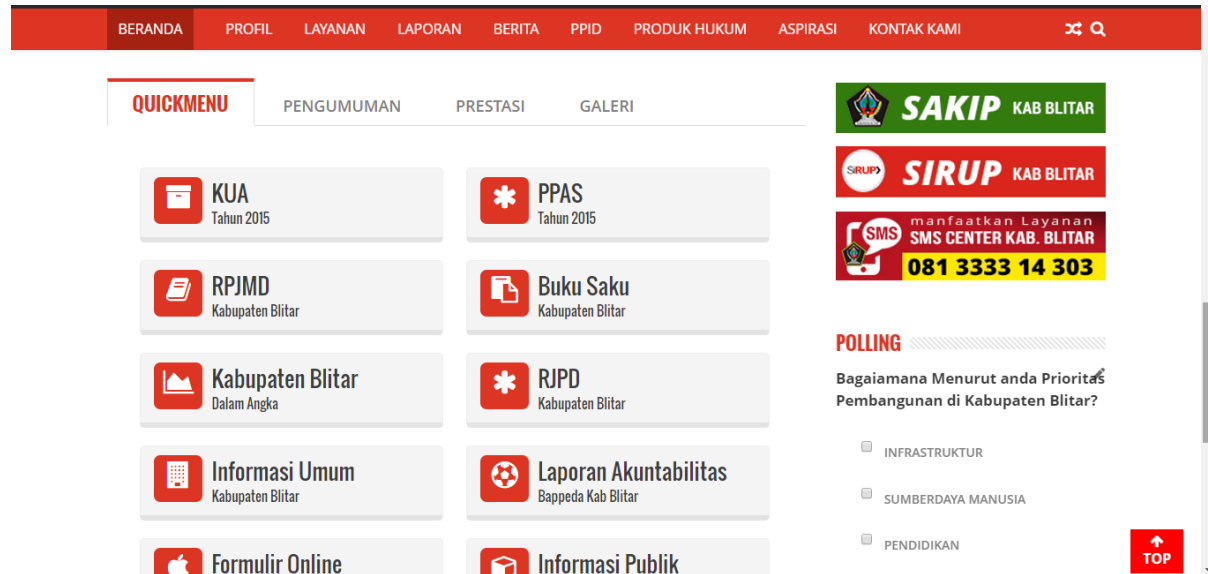 BERANDA PROFIL LAYANAN LAPORAN BERITA PPID PRODUK HUKUM ASPIRASI KONTAK KAMI
QUICKMENU PENGUMUMAN PRESTASI GALERI
KUA
Tahun 2015
PPAS
Tahun 2015
RPJMD
Kabupaten Blitar
Buku Saku
Kabupaten Blitar
Kabupaten Blitar
Dalam Angka
RJPD
Kabupaten Blitar
Informasi Umum
Kabupaten Blitar
Laporan Akuntabilitas
Bappeda Kab Blitar
Formulir Online
Informasi Publik
SAKIP KAB BLITAR
SiRUP SIRUP KAB BLITAR
SMS
manfaatkan Layanan
SMS CENTER KAB. BLITAR
081 3333 14 303
POLLING
Bagaiamana Menurut anda Prioritas
Pembangunan di Kabupaten Blitar?
INFRASTRUKTUR
SUMBERDAYA MANUSIA
PENDIDIKAN
TOP